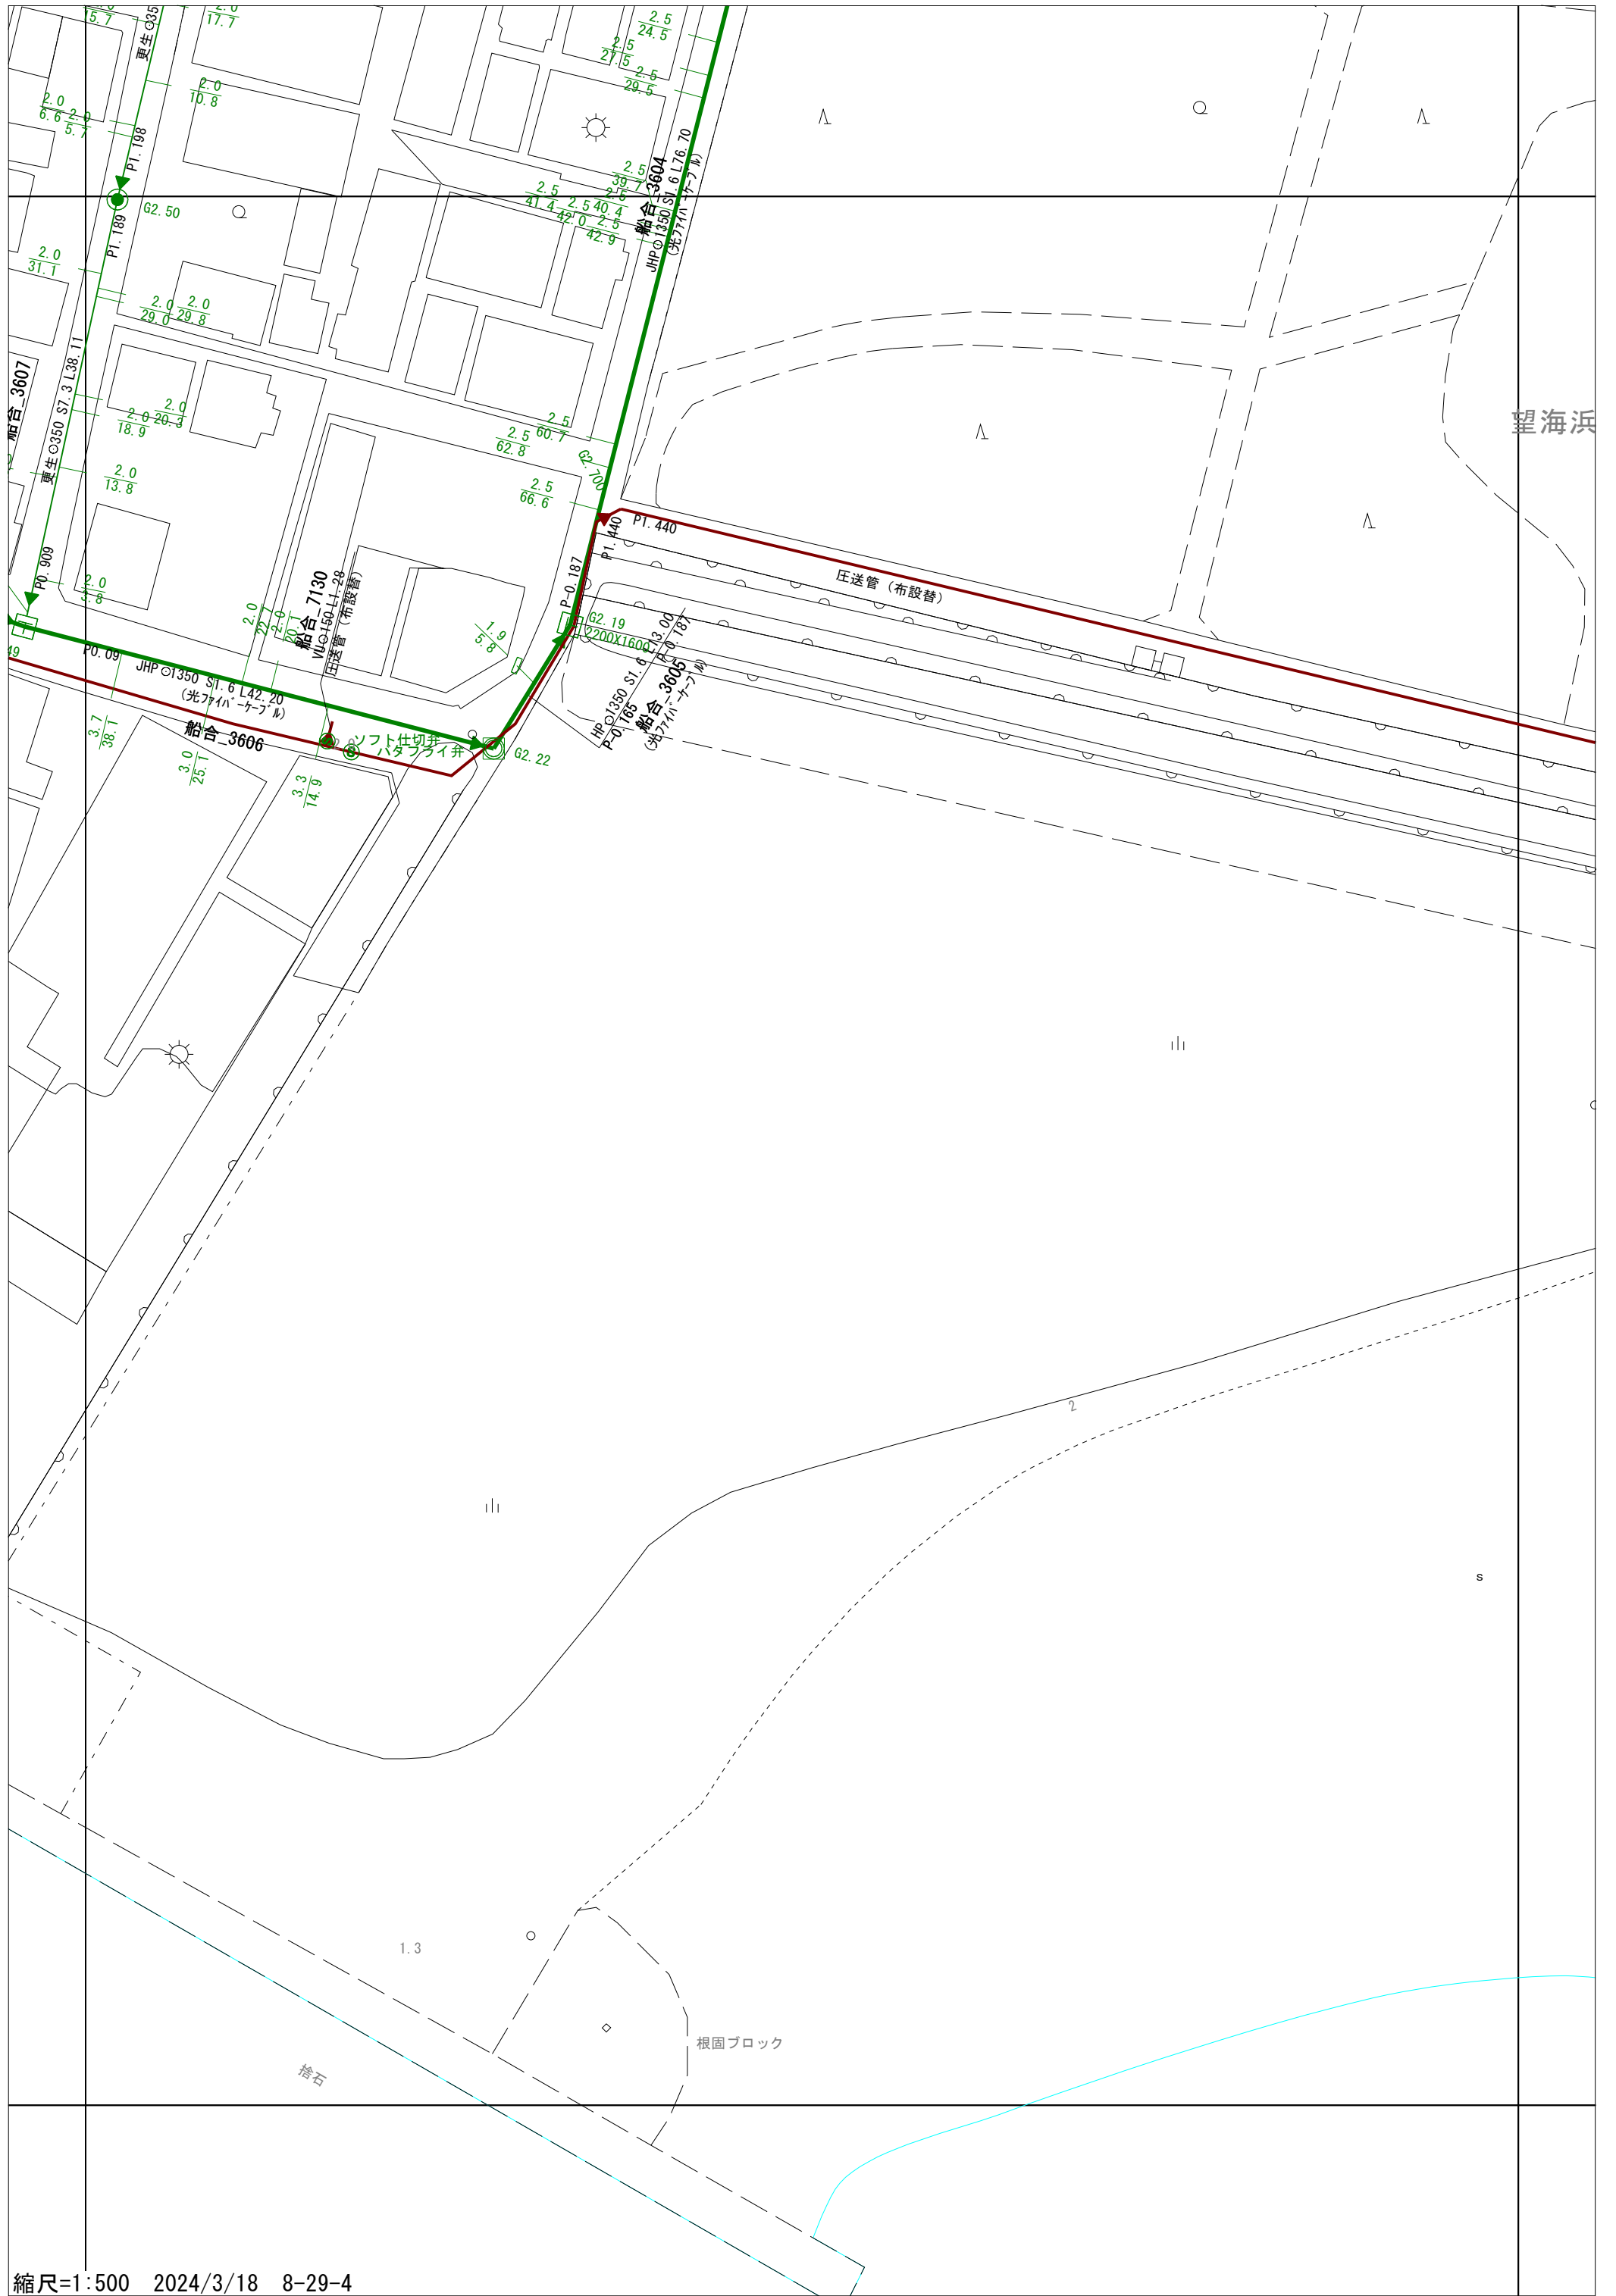 2.0
17.7
2.5
24.5
2.5
27.5
2.5
29.5
2.0
10.8
2.0
6.6
2.0
5.7
P1.198
G2.50
P1.189
2.5
39.7
2.5
41.4
2.5
42.0
40.4
2.5
42.9
船合_3604
JHP⊙1350 S1.6 L76.70
(光ファイバーケーブル)
2.0
31.1
2.0
29.0
2.0
29.8
船合_3607
更生⊙350 S7.3 L38.11
2.0
20.3
2.0
18.9
2.0
13.8
2.5
60.7
2.5
62.8
G2.700
2.5
66.6
望海浜
P1.440
P1.440
圧送管（布設替）
P-0.187
P0.909
2.0
3.8
2.0
22.7
2.0
20.1
船合_7130
VU⊙150 L1.28
圧送管（布設替）
1.9
5.8
G2.19
2200X1600
HP⊙1350 S1.6 L13.00
P-0.187
P-0.165
船合_3605
(光ファイバーケーブル)
49
P0.09
JHP⊙1350 S1.6 L42.20
(光ファイバーケーブル)
船合_3606
3.7
38.1
3.0
25.1
3.3
14.9
ソフト仕切弁
バタフライ弁
G2.22
2
s
1.3
根固ブロック
捨石
縮尺=1:500 2024/3/18 8-29-4